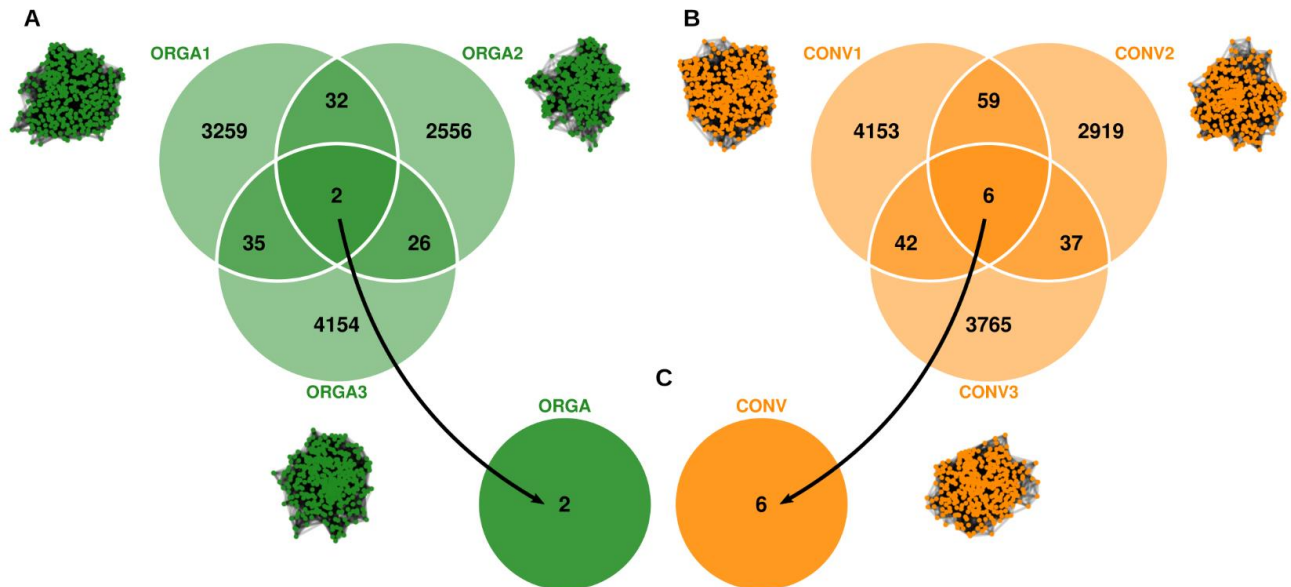 A
B
ORGA1
ORGA2
CONV1
CONV2
32
59
3259
2556
4153
2919
2
6
35
26
42
37
4154
3765
ORGA3
C
CONV3
ORGA
CONV
2
6